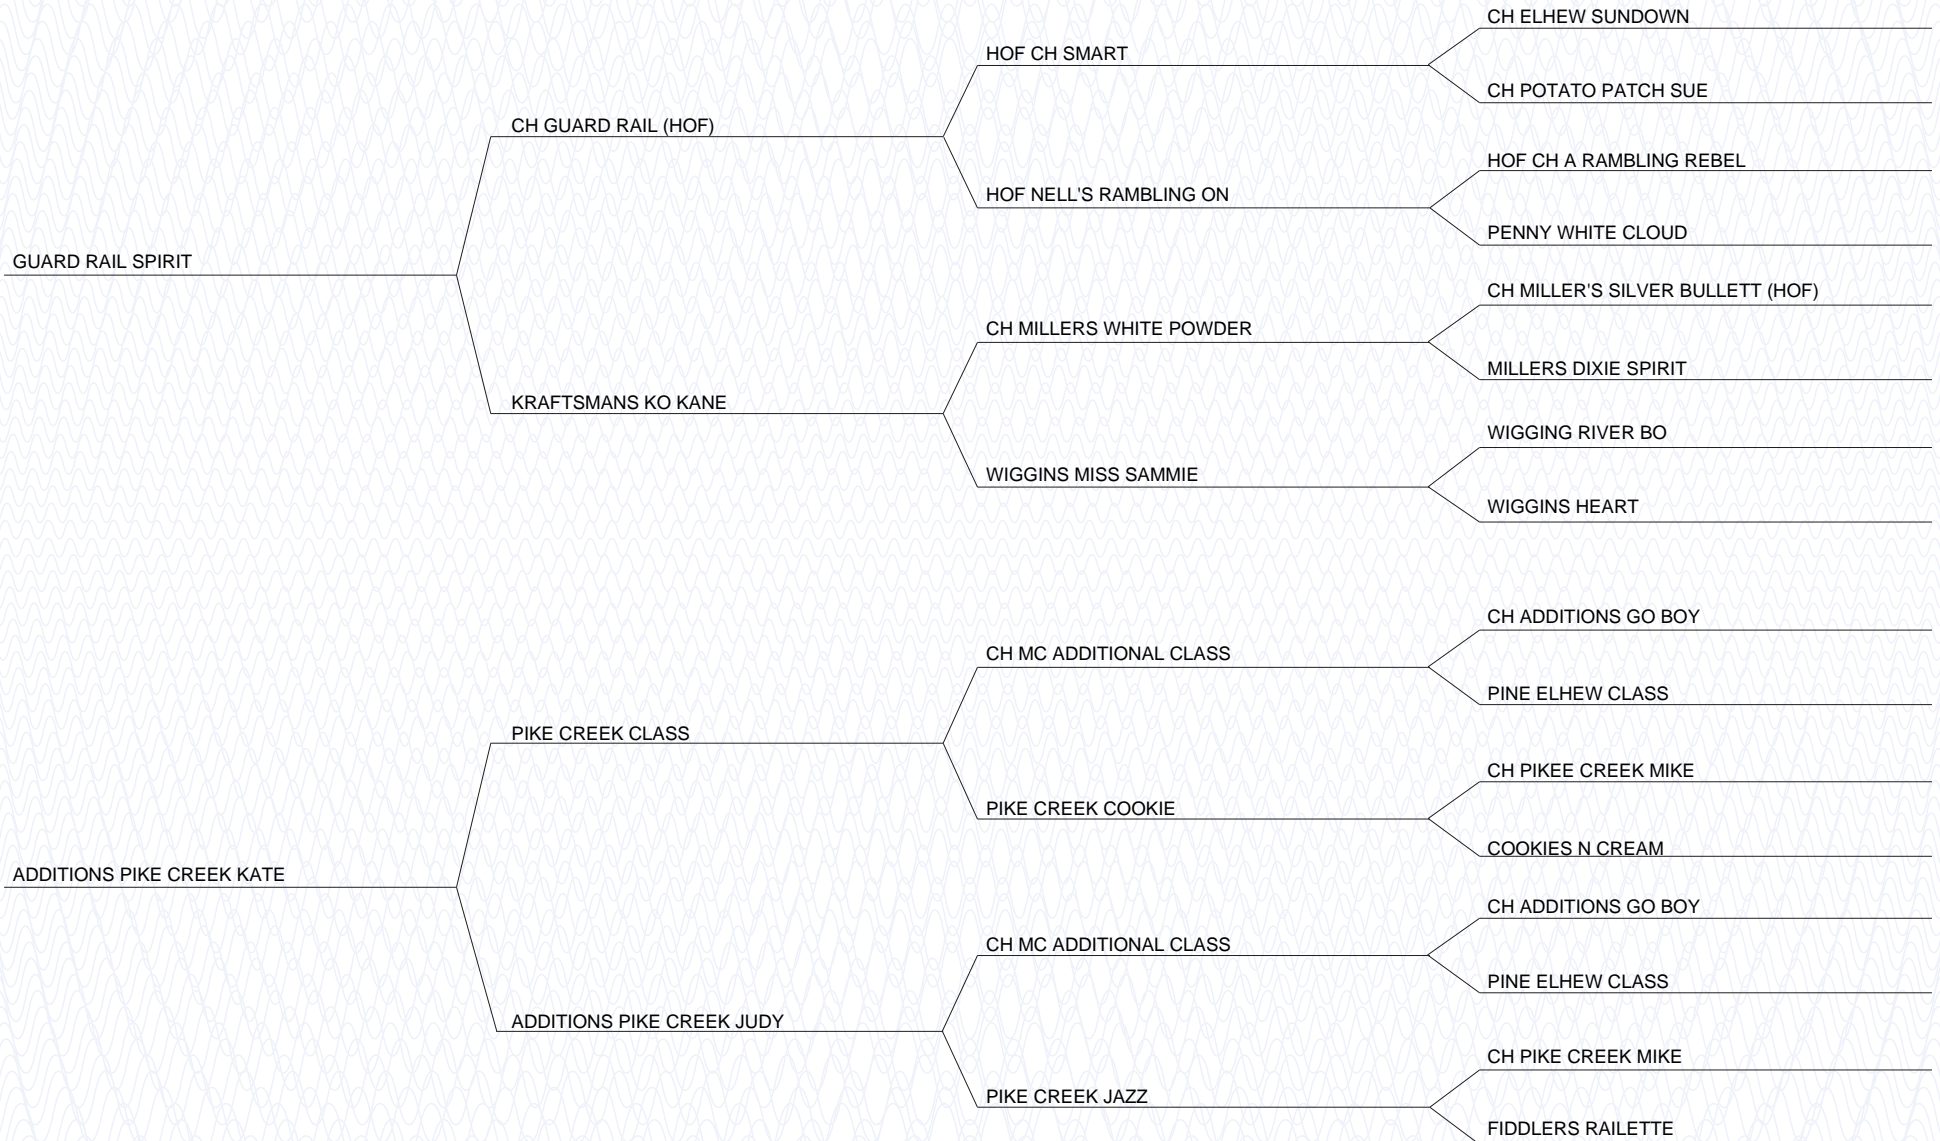 CH ELHEW SUNDOWN
HOF CH SMART
CH POTATO PATCH SUE
CH GUARD RAIL (HOF)
HOF CH A RAMBLING REBEL
HOF NELL'S RAMBLING ON
PENNY WHITE CLOUD
GUARD RAIL SPIRIT
CH MILLER'S SILVER BULLETT (HOF)
CH MILLERS WHITE POWDER
MILLERS DIXIE SPIRIT
KRAFTSMANS KO KANE
WIGGING RIVER BO
WIGGINS MISS SAMMIE
WIGGINS HEART
CH ADDITIONS GO BOY
CH MC ADDITIONAL CLASS
PINE ELHEW CLASS
PIKE CREEK CLASS
CH PIKEE CREEK MIKE
PIKE CREEK COOKIE
COOKIES N CREAM
ADDITIONS PIKE CREEK KATE
CH ADDITIONS GO BOY
CH MC ADDITIONAL CLASS
PINE ELHEW CLASS
ADDITIONS PIKE CREEK JUDY
CH PIKE CREEK MIKE
PIKE CREEK JAZZ
FIDDLERS RAILETTE